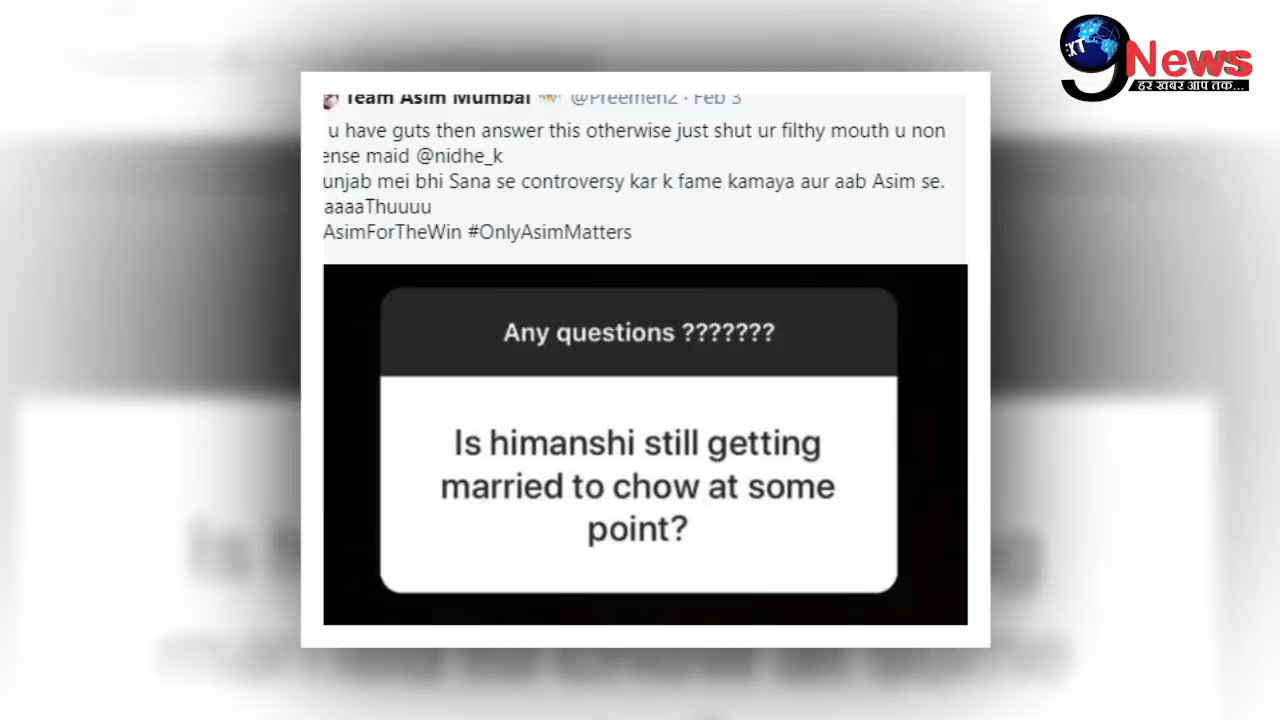 EXT
9 News
हर खबर आप तक...
Team Asim Mumbai @Preemen2 · Feb 3
u have guts then answer this otherwise just shut ur filthy mouth u non
ense maid @nidhe_k
unjab mei bhi Sana se controversy kar k fame kamaya aur aab Asim se.
aaaaThuuuu
AsimForTheWin #OnlyAsimMatters
Any questions ???????
Is himanshi still getting
married to chow at some
point?